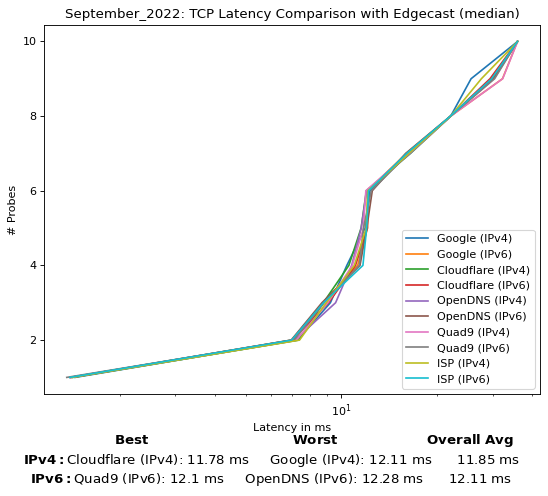 September_2022: TCP Latency Comparison with Edgecast (median)
# Probes
10
8
6
4
2
Google (IPv4)
Google (IPv6)
Cloudflare (IPv4)
Cloudflare (IPv6)
OpenDNS (IPv4)
OpenDNS (IPv6)
Quad9 (IPv4)
Quad9 (IPv6)
ISP (IPv4)
ISP (IPv6)
10¹
Latency in ms
Best Worst Overall Avg
IPv4: Cloudflare (IPv4): 11.78 ms Google (IPv4): 12.11 ms 11.85 ms
IPv6: Quad9 (IPv6): 12.1 ms OpenDNS (IPv6): 12.28 ms 12.11 ms